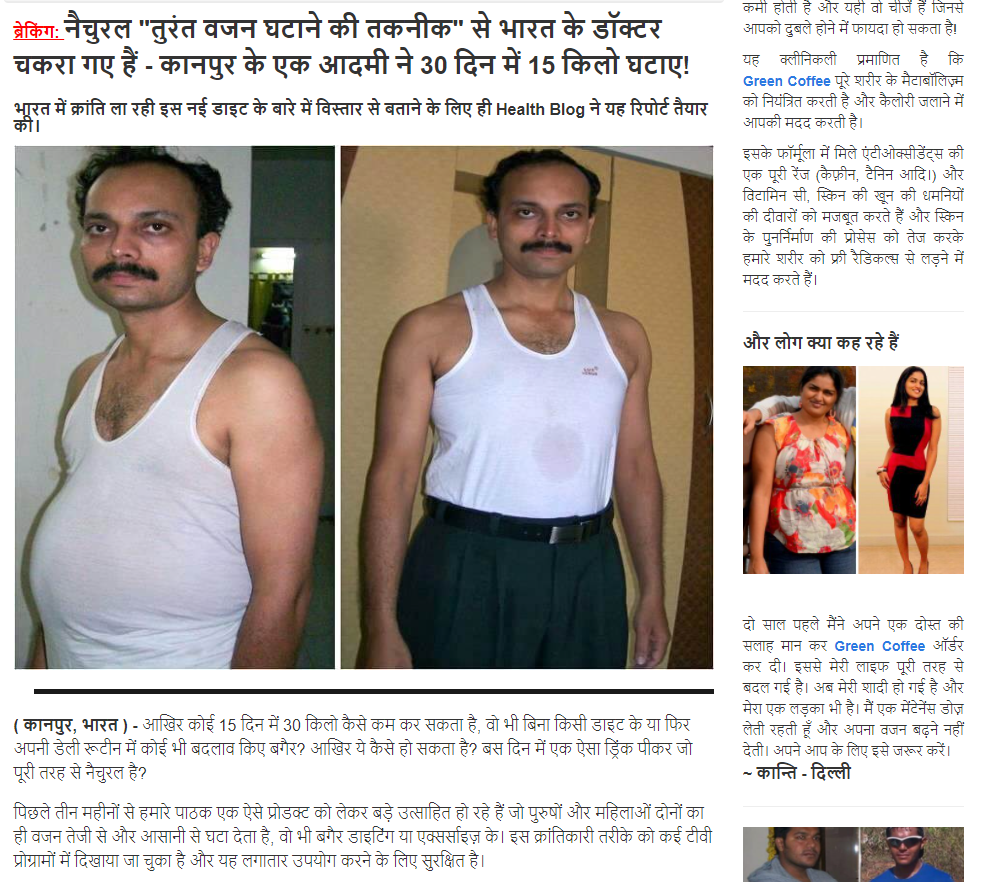 ब्रेकिंग: नैचुरल "तुरंत वजन घटाने की तकनीक" से भारत के डॉक्टर
चकरा गए हैं - कानपुर के एक आदमी ने 30 दिन में 15 किलो घटाए!
भारत में क्रांति ला रही इस नई डाइट के बारे में विस्तार से बताने के लिए ही Health Blog ने यह रिपोर्ट तैयार
की।
( कानपुर, भारत ) - आखिर कोई 15 दिन में 30 किलो कैसे कम कर सकता है, वो भी बिना किसी डाइट के या फिर
अपनी डेली रूटीन में कोई भी बदलाव किए बगैर? आखिर ये कैसे हो सकता है? बस दिन में एक ऐसा ड्रिंक पीकर जो
पूरी तरह से नैचुरल है?
पिछले तीन महीनों से हमारे पाठक एक ऐसे प्रोडक्ट को लेकर बड़े उत्साहित हो रहे हैं जो पुरुषों और महिलाओं दोनों का
ही वजन तेजी से और आसानी से घटा देता है, वो भी बगैर डाइटिंग या एक्सर्साइज़ के। इस क्रांतिकारी तरीके को कई टीवी
प्रोग्रामों में दिखाया जा चुका है और यह लगातार उपयोग करने के लिए सुरक्षित है।
कमी होती है और यही वो चीजें हैं जिनसे
आपको दुबले होने में फायदा हो सकता है!
यह क्लीनिकली प्रमाणित है कि
Green Coffee पूरे शरीर के मैटाबॉलिज़्म
को नियंत्रित करती है और कैलोरी जलाने में
आपकी मदद करती है।
इसके फॉर्मूला में मिले एंटीओक्सीडेंट्स की
एक पूरी रेंज (कैफ़ीन, टैनिन आदि।) और
विटामिन सी, स्किन की खून की धमनियों
की दीवारों को मजबूत करते हैं और स्किन
के पुनर्निर्माण की प्रोसेस को तेज करके
हमारे शरीर को फ्री रैडिकल्स से लड़ने में
मदद करते हैं।
और लोग क्या कह रहे हैं
दो साल पहले मैंने अपने एक दोस्त की
सलाह मान कर Green Coffee ऑर्डर
कर दी। इससे मेरी लाइफ पूरी तरह से
बदल गई है। अब मेरी शादी हो गई है और
मेरा एक लड़का भी है। मैं एक मेंटेनेंस डोज़
लेती रहती हूँ और अपना वजन बढ़ने नहीं
देती। अपने आप के लिए इसे जरूर करें।
~ कान्ति - दिल्ली